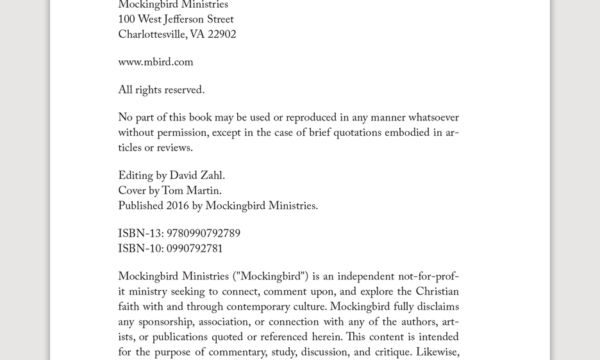 Mockingbird Ministries
100 West Jefferson Street
Charlottesville, VA 22902
www.mbird.com
All rights reserved.
No part of this book may be used or reproduced in any manner whatsoever
without permission, except in the case of brief quotations embodied in ar-
ticles or reviews.
Editing by David Zahl.
Cover by Tom Martin.
Published 2016 by Mockingbird Ministries.
ISBN-13: 9780990792789
ISBN-10: 0990792781
Mockingbird Ministries ("Mockingbird") is an independent not-for-prof-
it ministry seeking to connect, comment upon, and explore the Christian
faith with and through contemporary culture. Mockingbird fully disclaims
any sponsorship, association, or connection with any of the authors, art-
ists, or publications quoted or referenced herein. This content is intended
for the purpose of commentary, study, discussion, and critique. Likewise,